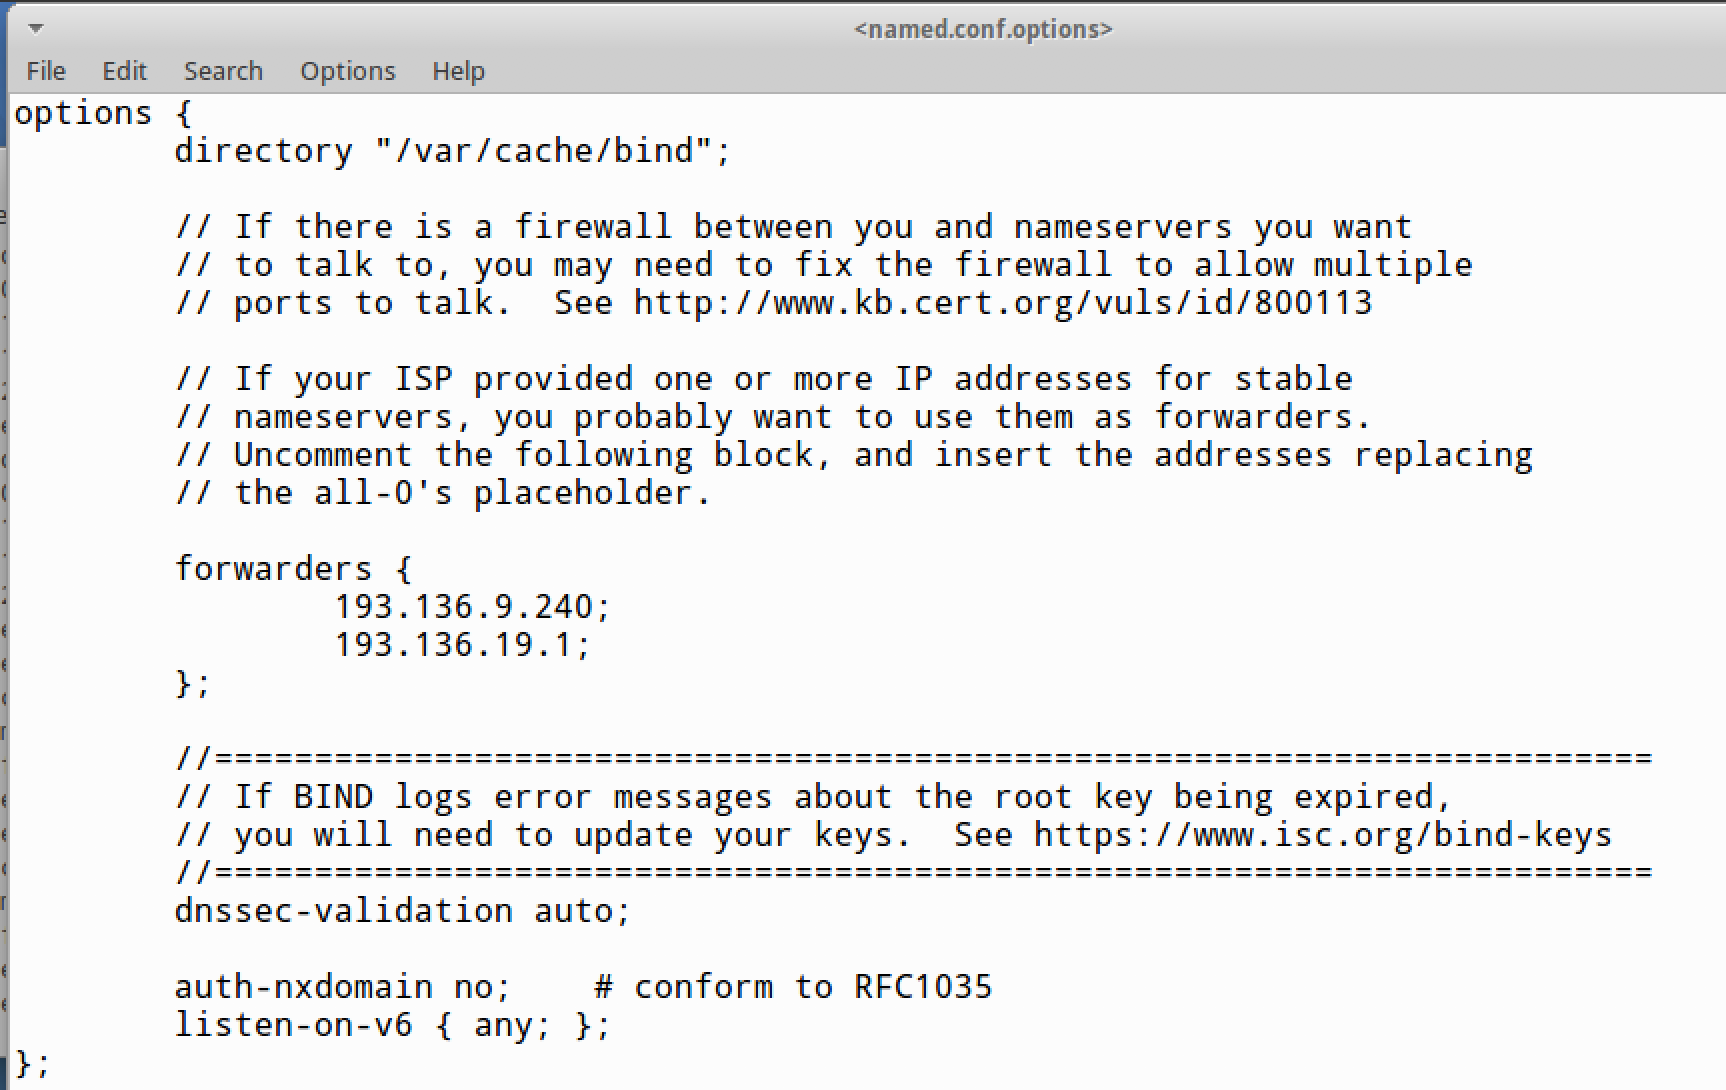 <named.conf.options>
File Edit Search Options Help
options {
        directory "/var/cache/bind";

        // If there is a firewall between you and nameservers you want
        // to talk to, you may need to fix the firewall to allow multiple
        // ports to talk.  See http://www.kb.cert.org/vuls/id/800113

        // If your ISP provided one or more IP addresses for stable
        // nameservers, you probably want to use them as forwarders.
        // Uncomment the following block, and insert the addresses replacing
        // the all-0's placeholder.

        forwarders {
                193.136.9.240;
                193.136.19.1;
        };

        //========================================================================
        // If BIND logs error messages about the root key being expired,
        // you will need to update your keys.  See https://www.isc.org/bind-keys
        //========================================================================
        dnssec-validation auto;

        auth-nxdomain no;    # conform to RFC1035
        listen-on-v6 { any; };
};